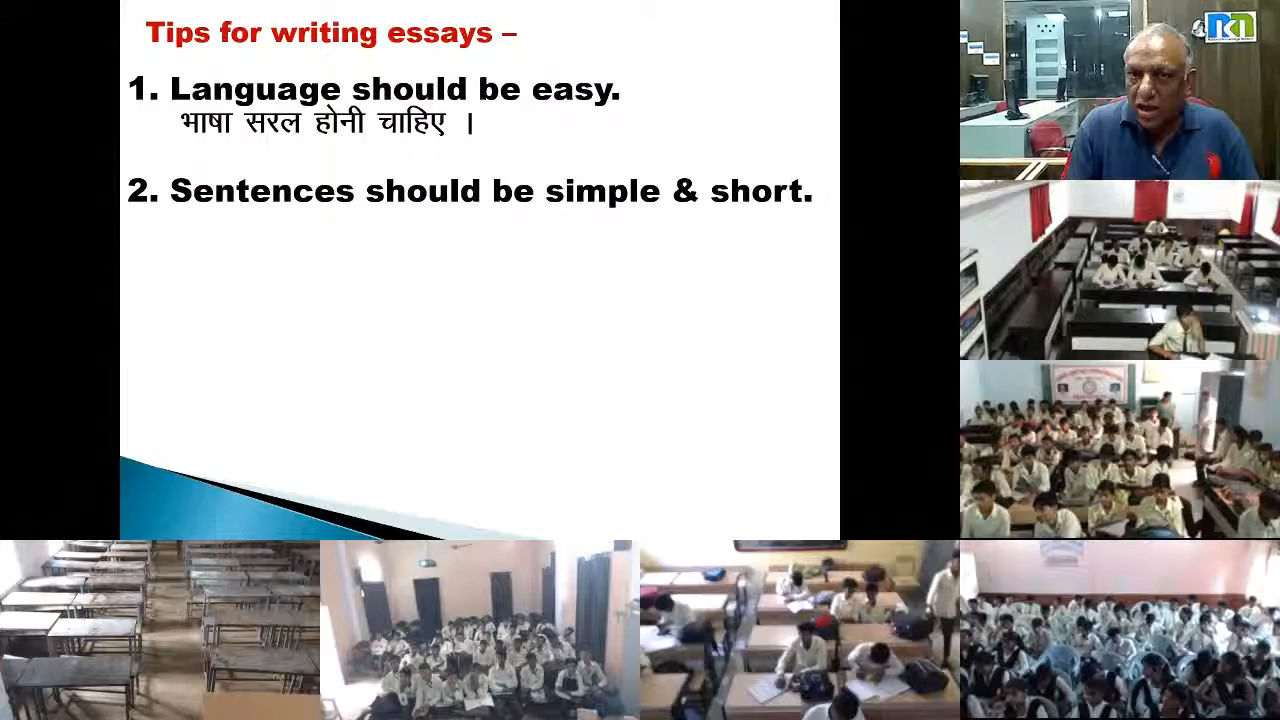 Tips for writing essays –
1. Language should be easy.
भाषा सरल होनी चाहिए ।
2. Sentences should be simple & short.